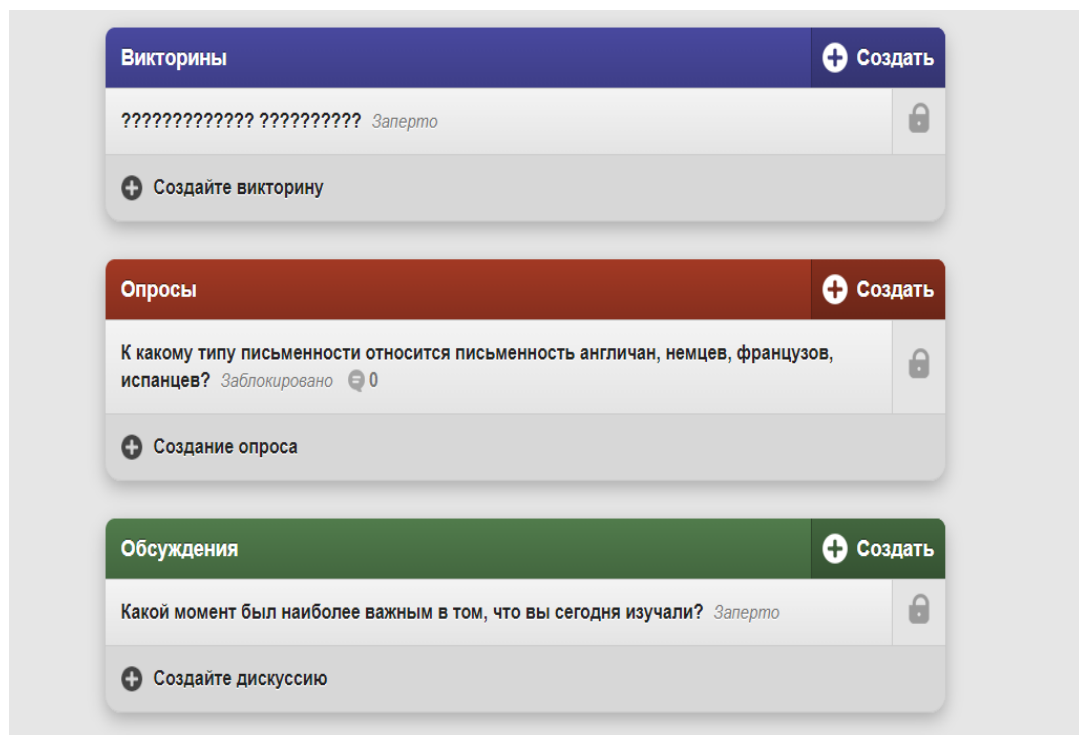 Викторины
Создать
????????????? ?????????? Заперто
Создайте викторину
Опросы
Создать
К какому типу письменности относится письменность англичан, немцев, французов,
испанцев? Заблокировано 0
Создание опроса
Обсуждения
Создать
Какой момент был наиболее важным в том, что вы сегодня изучали? Заперто
Создайте дискуссию